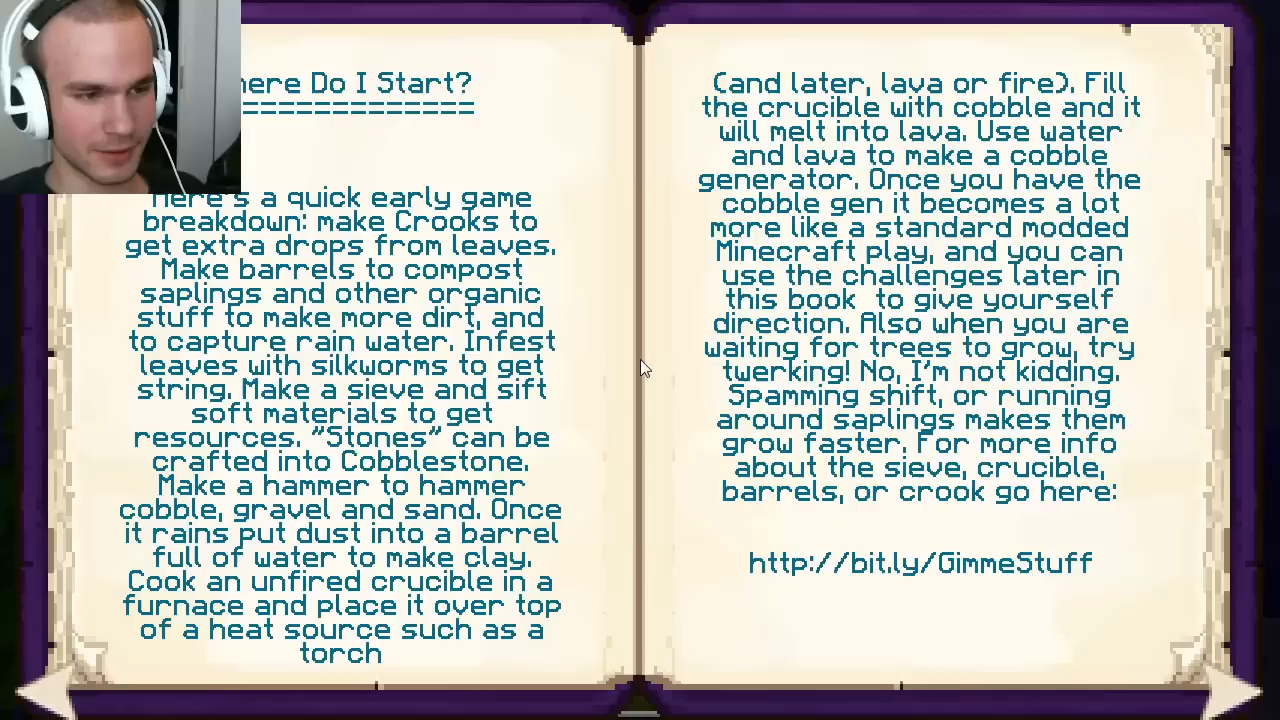 Do I Start?
=============
Here's a quick early game
breakdown: make Crooks to
get extra drops from leaves.
Make barrels to compost
saplings and other organic
stuff to make more dirt, and
to capture rain water. Infest
leaves with silkworms to get
string. Make a sieve and sift
soft materials to get
resources. "Stones" can be
crafted into Cobblestone.
Make a hammer to hammer
cobble, gravel and sand. Once
it rains put dust into a barrel
full of water to make clay.
Cook an unfired crucible in a
furnace and place it over top
of a heat source such as a
torch
(and later, lava or fire). Fill
the crucible with cobble and it
will melt into lava. Use water
and lava to make a cobble
generator. Once you have the
cobble gen it becomes a lot
more like a standard modded
Minecraft play, and you can
use the challenges later in
this book  to give yourself
direction. Also when you are
waiting for trees to grow, try
twerking! No, I'm not kidding.
Spamming shift, or running
around saplings makes them
grow faster. For more info
about the sieve, crucible,
barrels, or crook go here:
http://bit.ly/GimmeStuff